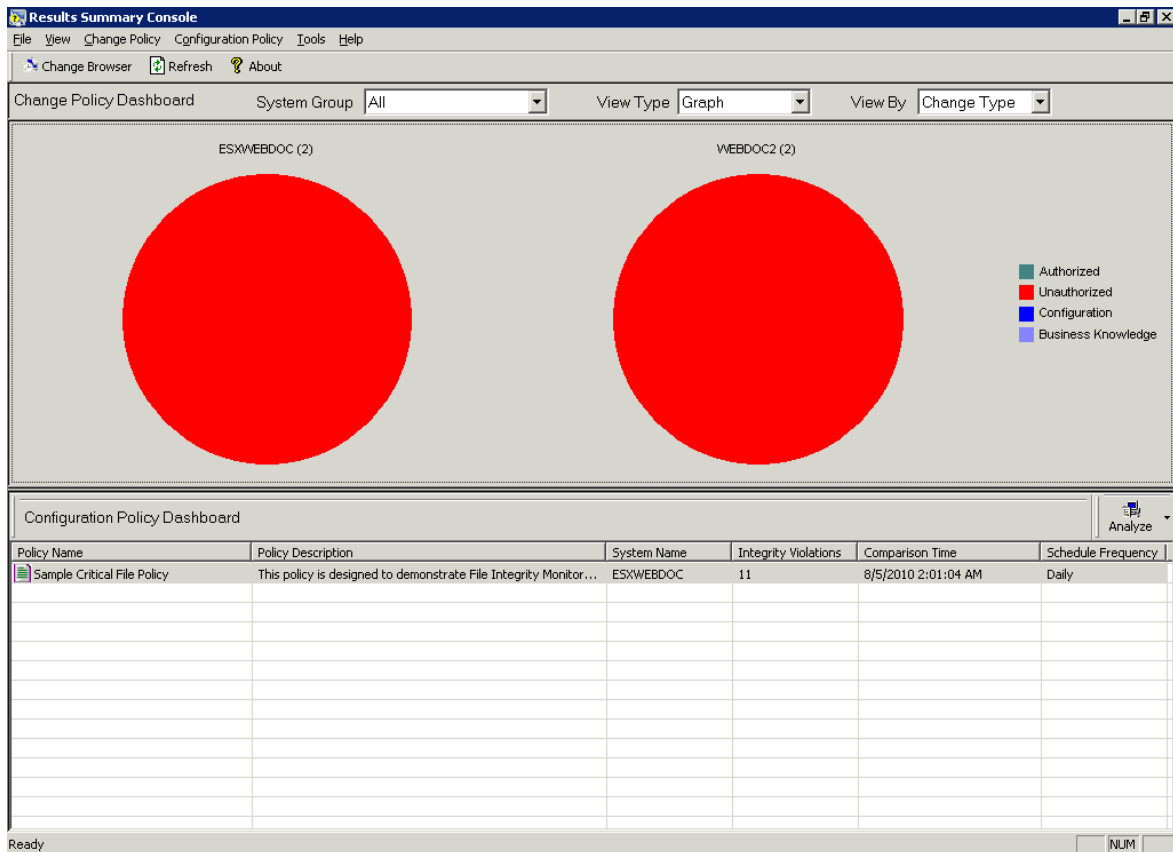 Results Summary Console
File View Change Policy Configuration Policy Tools Help
Change Browser Refresh About
Change Policy Dashboard System Group All View Type Graph View By Change Type
ESXWEBDOC (2) WEBDOC2 (2)
Authorized
Unauthorized
Configuration
Business Knowledge
Configuration Policy Dashboard Analyze
Policy Name Policy Description System Name Integrity Violations Comparison Time Schedule Frequency
Sample Critical File Policy This policy is designed to demonstrate File Integrity Monitor... ESXWEBDOC 11 8/5/2010 2:01:04 AM Daily
Ready NUM